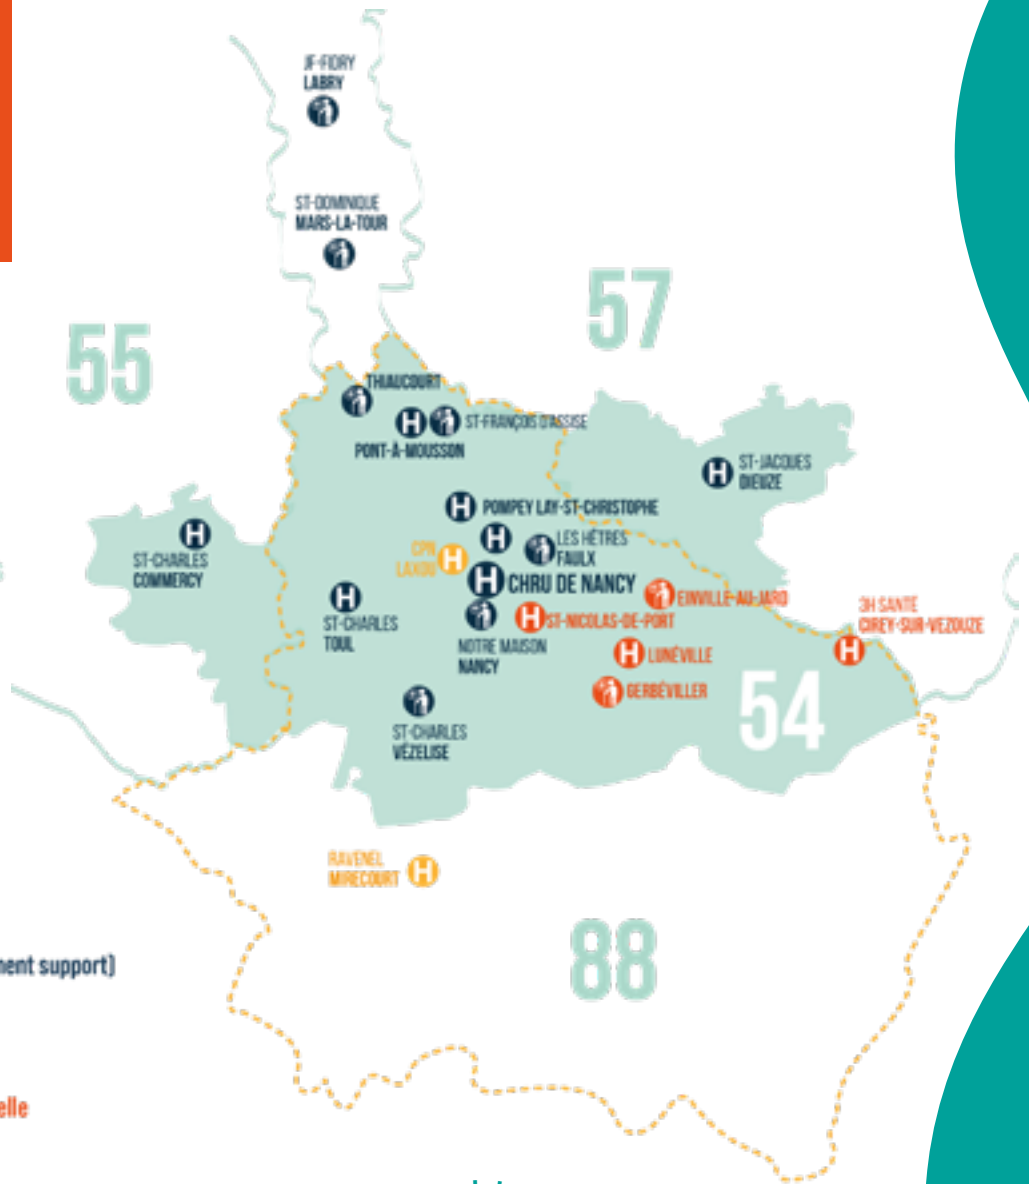 JF-FIORY
LABRY
ST-DOMINIQUE
MARS-LA-TOUR
57
55
THIAUCOURT
ST-FRANÇOIS D'ASSISE
PONT-À-MOUSSON
ST-JACQUES
DIEUZE
POMPEY LAY-ST-CHRISTOPHE
LES HÊTRES
FAULX
CPN
LAXOU
ST-CHARLES
COMMERCY
CHRU DE NANCY
EINVILLE-AU-JARD
3H SANTÉ
CIREY-SUR-VEZOUZE
ST-NICOLAS-DE-PORT
ST-CHARLES
TOUL
NOTRE MAISON
NANCY
LUNÉVILLE
GERBÉVILLER
54
ST-CHARLES
VÉZELISE
RAVENEL
MIRECOURT
88
ment support)
elle